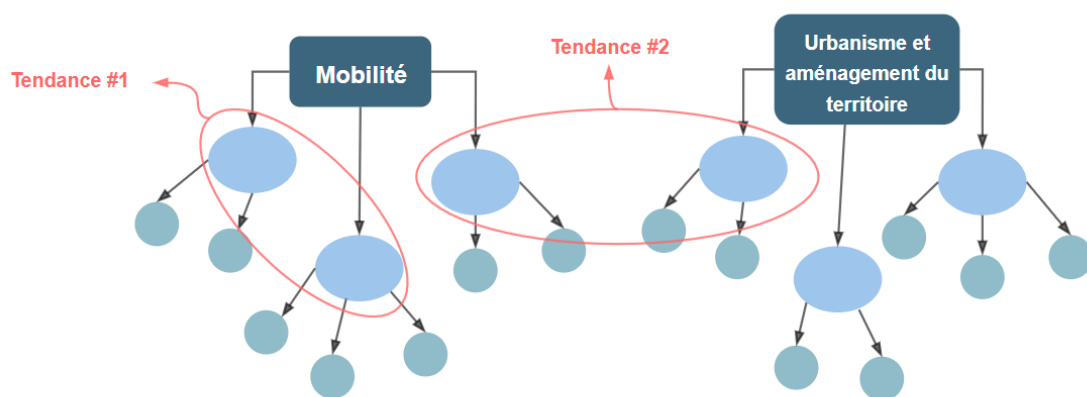 Tendance #1
Mobilité
Tendance #2
Urbanisme et
aménagement du
territoire